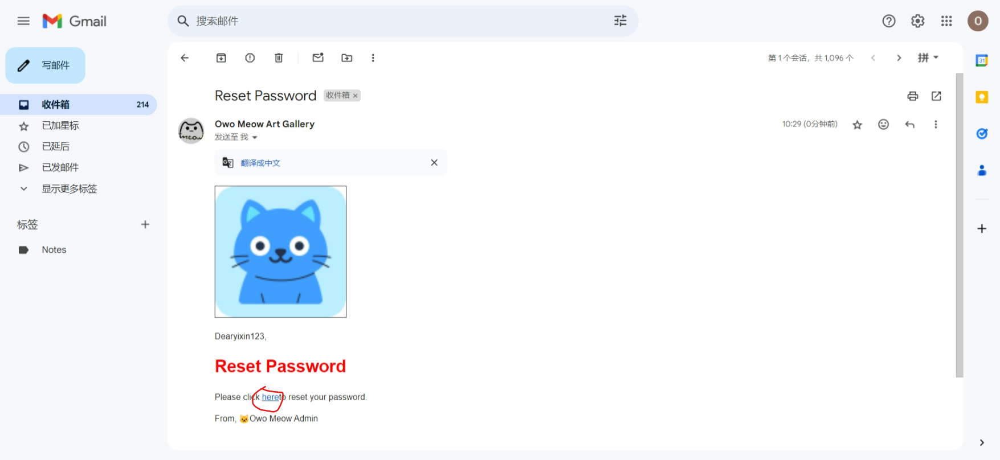 Gmail
搜索邮件
O
写邮件
第 1 个会话，共 1,096 个
拼
31
收件箱
214
Reset Password
收件箱 ×
已加星标
meow
Owo Meow Art Gallery
10:29 (0分钟前)
发送至 我
已延后
翻译成中文
已发邮件
显示更多标签
标签
Notes
Dearyixin123,
Reset Password
Please click hereto reset your password.
From, 🐱Owo Meow Admin